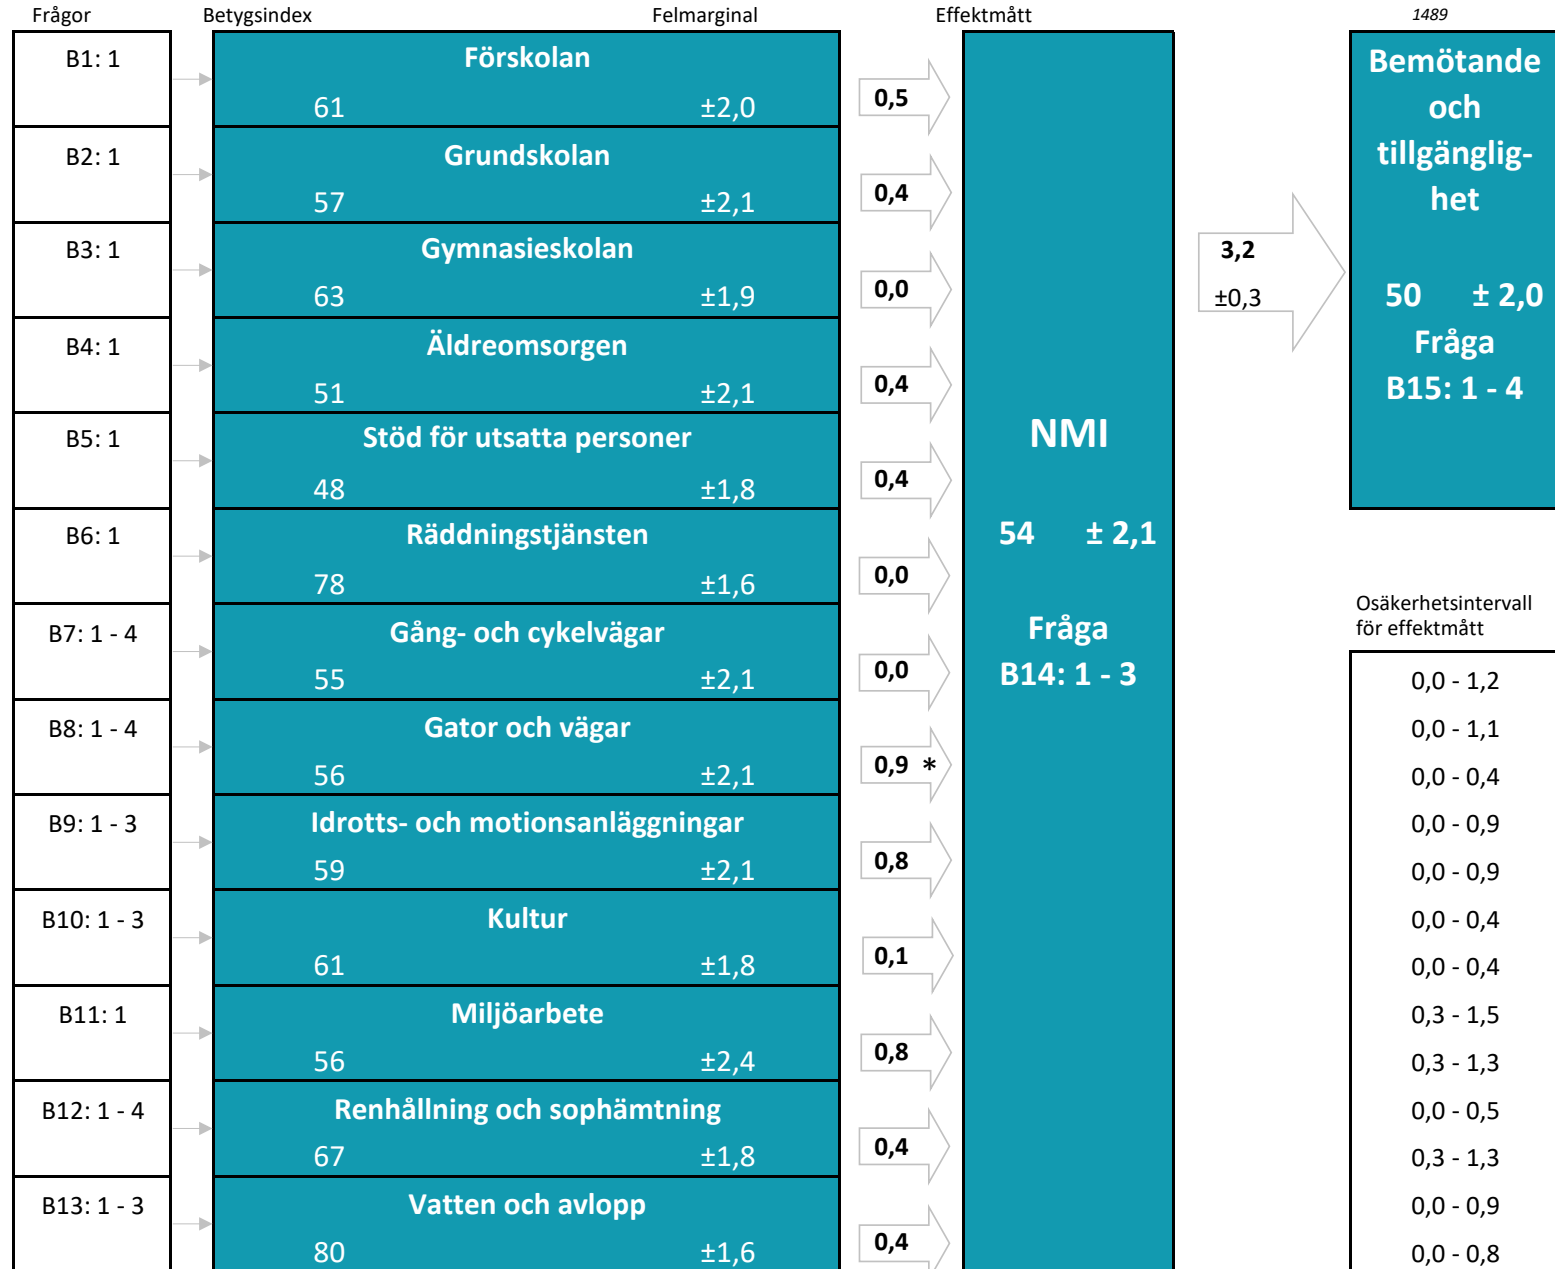 Frågor Betygsindex Felmarginal Effektmått 1489
B1: 1 Förskolan
61 ±2,0 0,5
B2: 1 Grundskolan
57 ±2,1 0,4
B3: 1 Gymnasieskolan
63 ±1,9 0,0
B4: 1 Äldreomsorgen
51 ±2,1 0,4
B5: 1 Stöd för utsatta personer
48 ±1,8 0,4
B6: 1 Räddningstjänsten
78 ±1,6 0,0
B7: 1 - 4 Gång- och cykelvägar
55 ±2,1 0,0
B8: 1 - 4 Gator och vägar
56 ±2,1 0,9 *
B9: 1 - 3 Idrotts- och motionsanläggningar
59 ±2,1 0,8
B10: 1 - 3 Kultur
61 ±1,8 0,1
B11: 1 Miljöarbete
56 ±2,4 0,8
B12: 1 - 4 Renhållning och sophämtning
67 ±1,8 0,4
B13: 1 - 3 Vatten och avlopp
80 ±1,6 0,4
NMI
54 ± 2,1
Fråga
B14: 1 - 3
3,2
±0,3
Bemötande
och
tillgänglig-
het
50 ± 2,0
Fråga
B15: 1 - 4
Osäkerhetsintervall
för effektmått
0,0 - 1,2
0,0 - 1,1
0,0 - 0,4
0,0 - 0,9
0,0 - 0,9
0,0 - 0,4
0,0 - 0,4
0,3 - 1,5
0,3 - 1,3
0,0 - 0,5
0,3 - 1,3
0,0 - 0,9
0,0 - 0,8